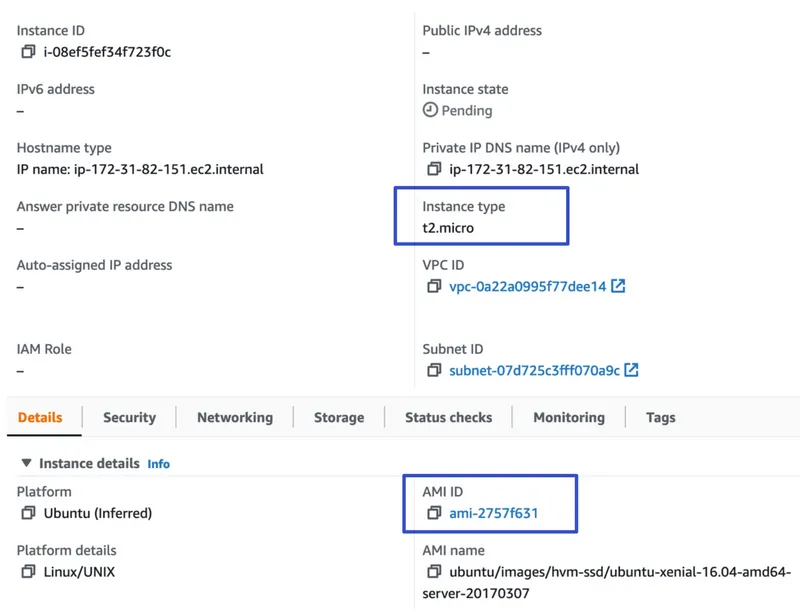 Instance ID
i-08ef5fef34f723f0c
Public IPv4 address
–
IPv6 address
–
Instance state
Pending
Hostname type
IP name: ip-172-31-82-151.ec2.internal
Private IP DNS name (IPv4 only)
ip-172-31-82-151.ec2.internal
Answer private resource DNS name
–
Instance type
t2.micro
Auto-assigned IP address
–
VPC ID
vpc-0a22a0995f77dee14
IAM Role
–
Subnet ID
subnet-07d725c3fff070a9c
Details Security Networking Storage Status checks Monitoring Tags
Instance details Info
Platform
Ubuntu (Inferred)
AMI ID
ami-2757f631
Platform details
Linux/UNIX
AMI name
ubuntu/images/hvm-ssd/ubuntu-xenial-16.04-amd64-
server-20170307